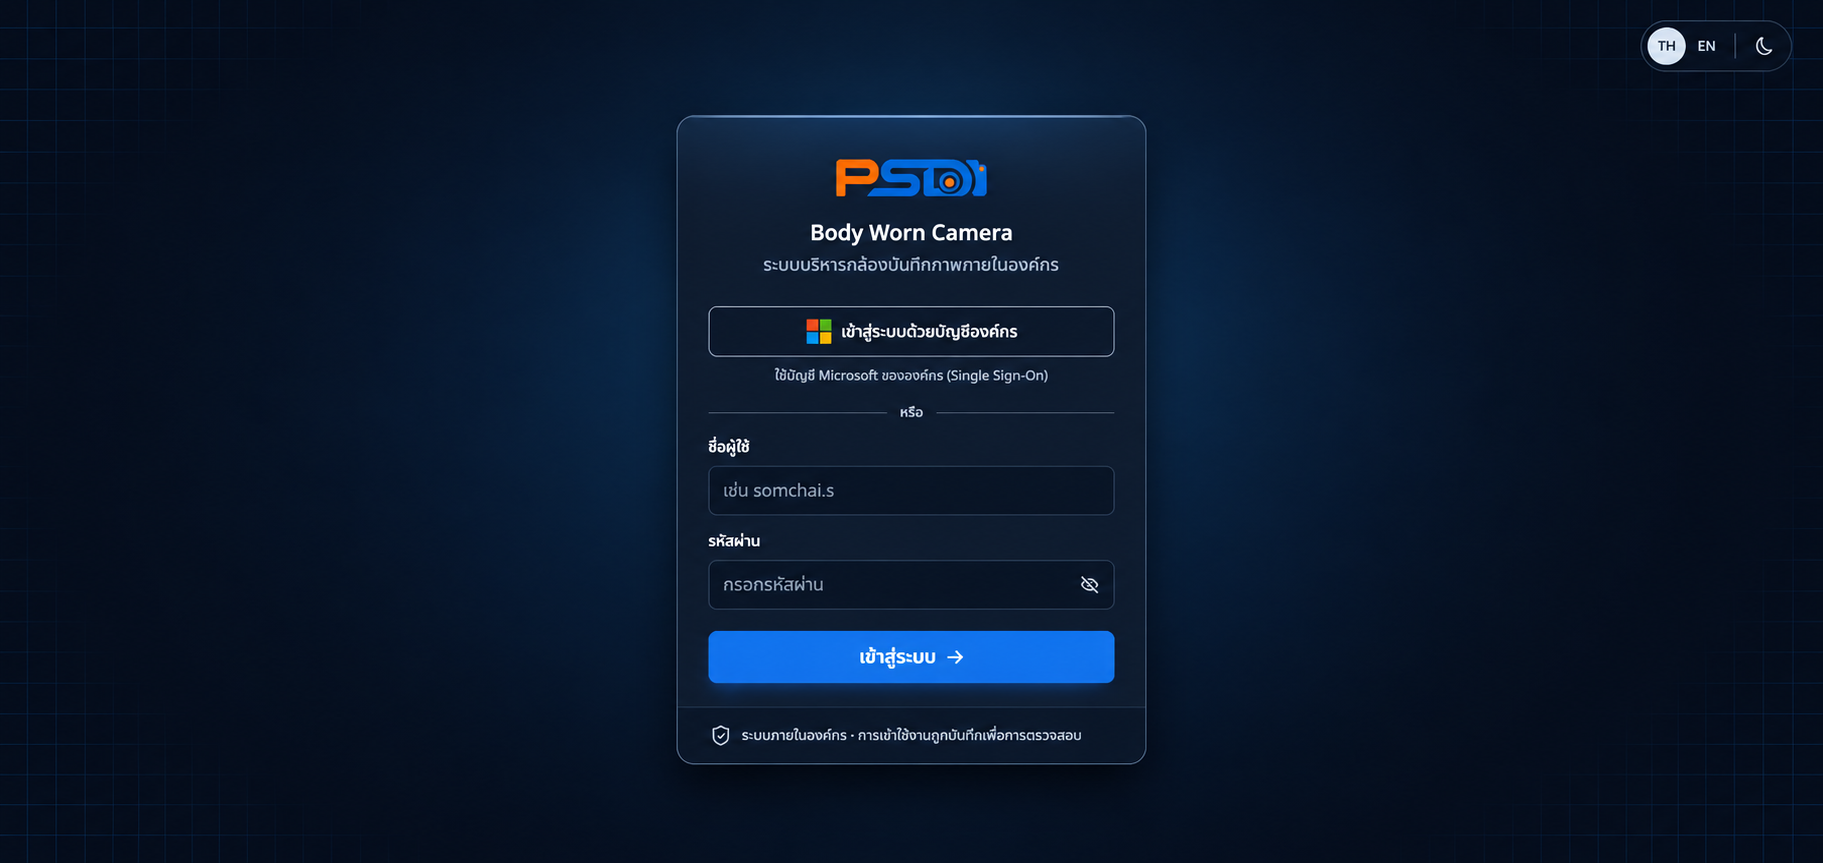 TH EN
PSDi
Body Worn Camera
ระบบบริหารกล้องบันทึกภาพภายในองค์กร
เข้าสู่ระบบด้วยบัญชีองค์กร
ใช้บัญชี Microsoft ขององค์กร (Single Sign-On)
หรือ
ชื่อผู้ใช้
เช่น somchai.s
รหัสผ่าน
กรอกรหัสผ่าน
เข้าสู่ระบบ →
ระบบภายในองค์กร · การเข้าใช้งานถูกบันทึกเพื่อการตรวจสอบ